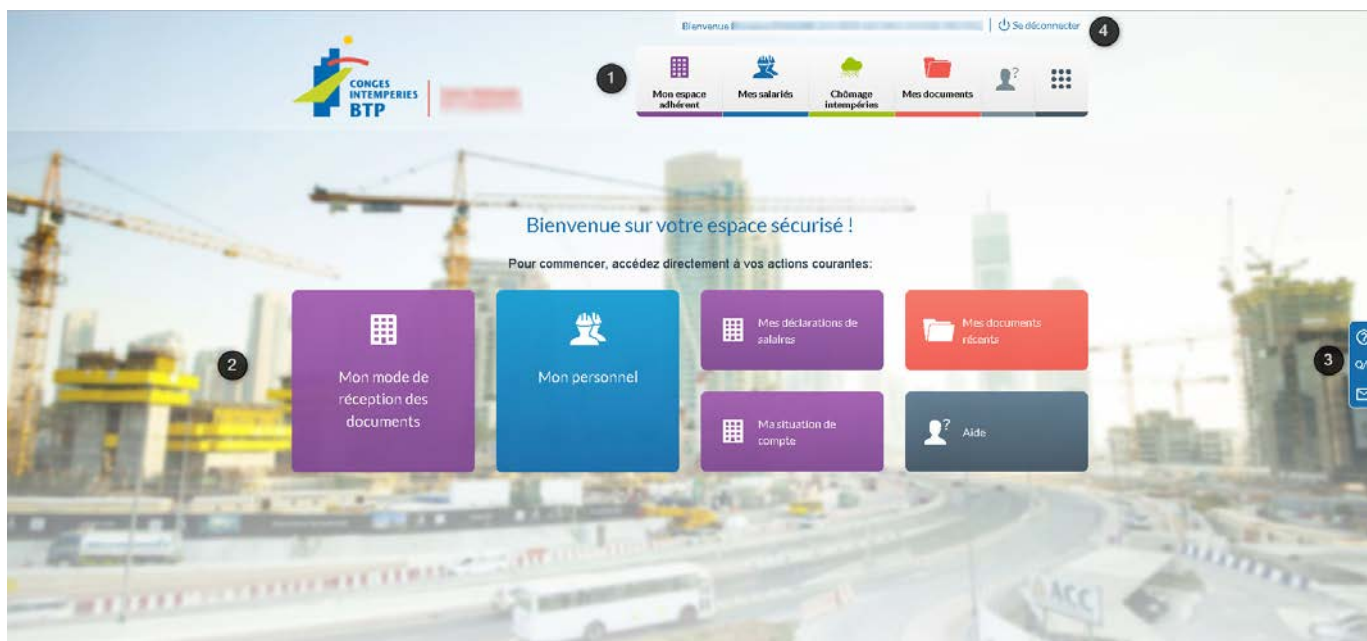 Bienvenue
Se déconnecter
4
1
CONGES
INTEMPERIES
BTP
Mon espace
adhérent
Mes salariés
Chômage
intempéries
Mes documents
?
Bienvenue sur votre espace sécurisé !
Pour commencer, accédez directement à vos actions courantes:
2
Mon mode de
réception des
documents
Mon personnel
Mes déclarations de
salaires
Mes documents
récents
Ma situation de
compte
?
Aide
3
?
ACC